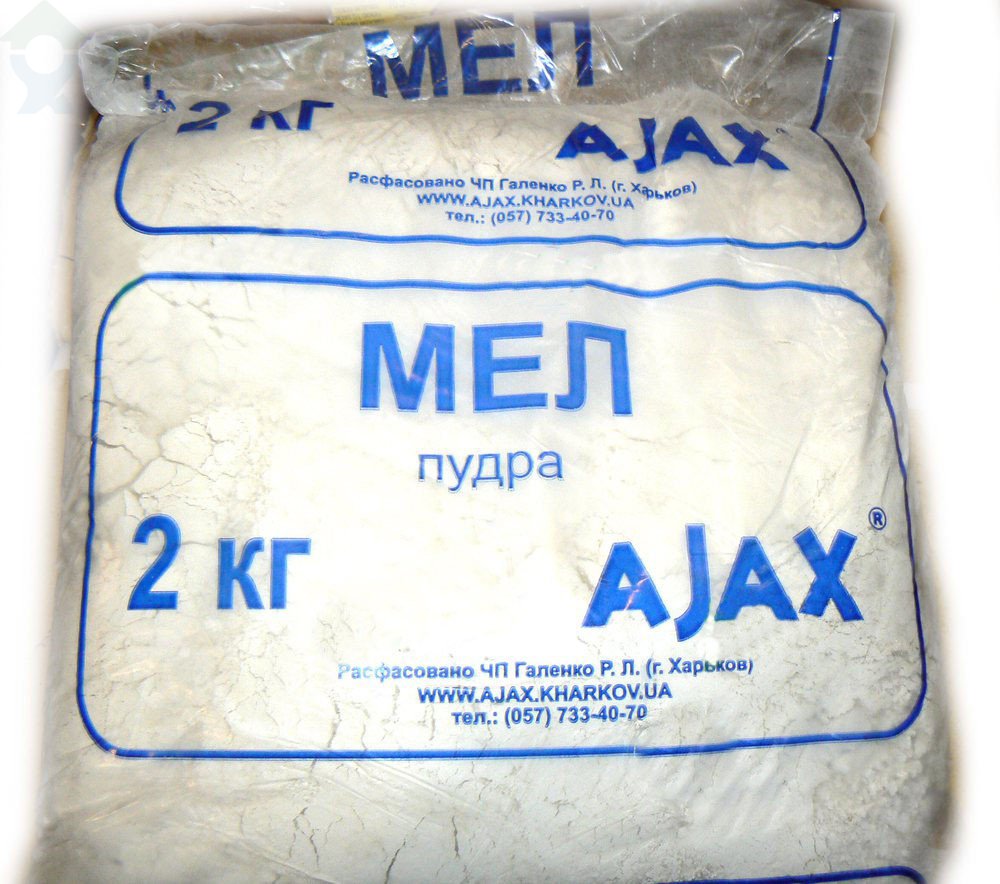 МЕЛ
2 КГ
AJAX
Расфасовано ЧП Галенко Р. Л. (г. Харьков)
WWW.AJAX.KHARKOV.UA
тел.: (057) 733-40-70
МЕЛ
пудра
2 КГ
AJAX®
Расфасовано ЧП Галенко Р. Л. (г. Харьков)
WWW.AJAX.KHARKOV.UA
тел.: (057) 733-40-70